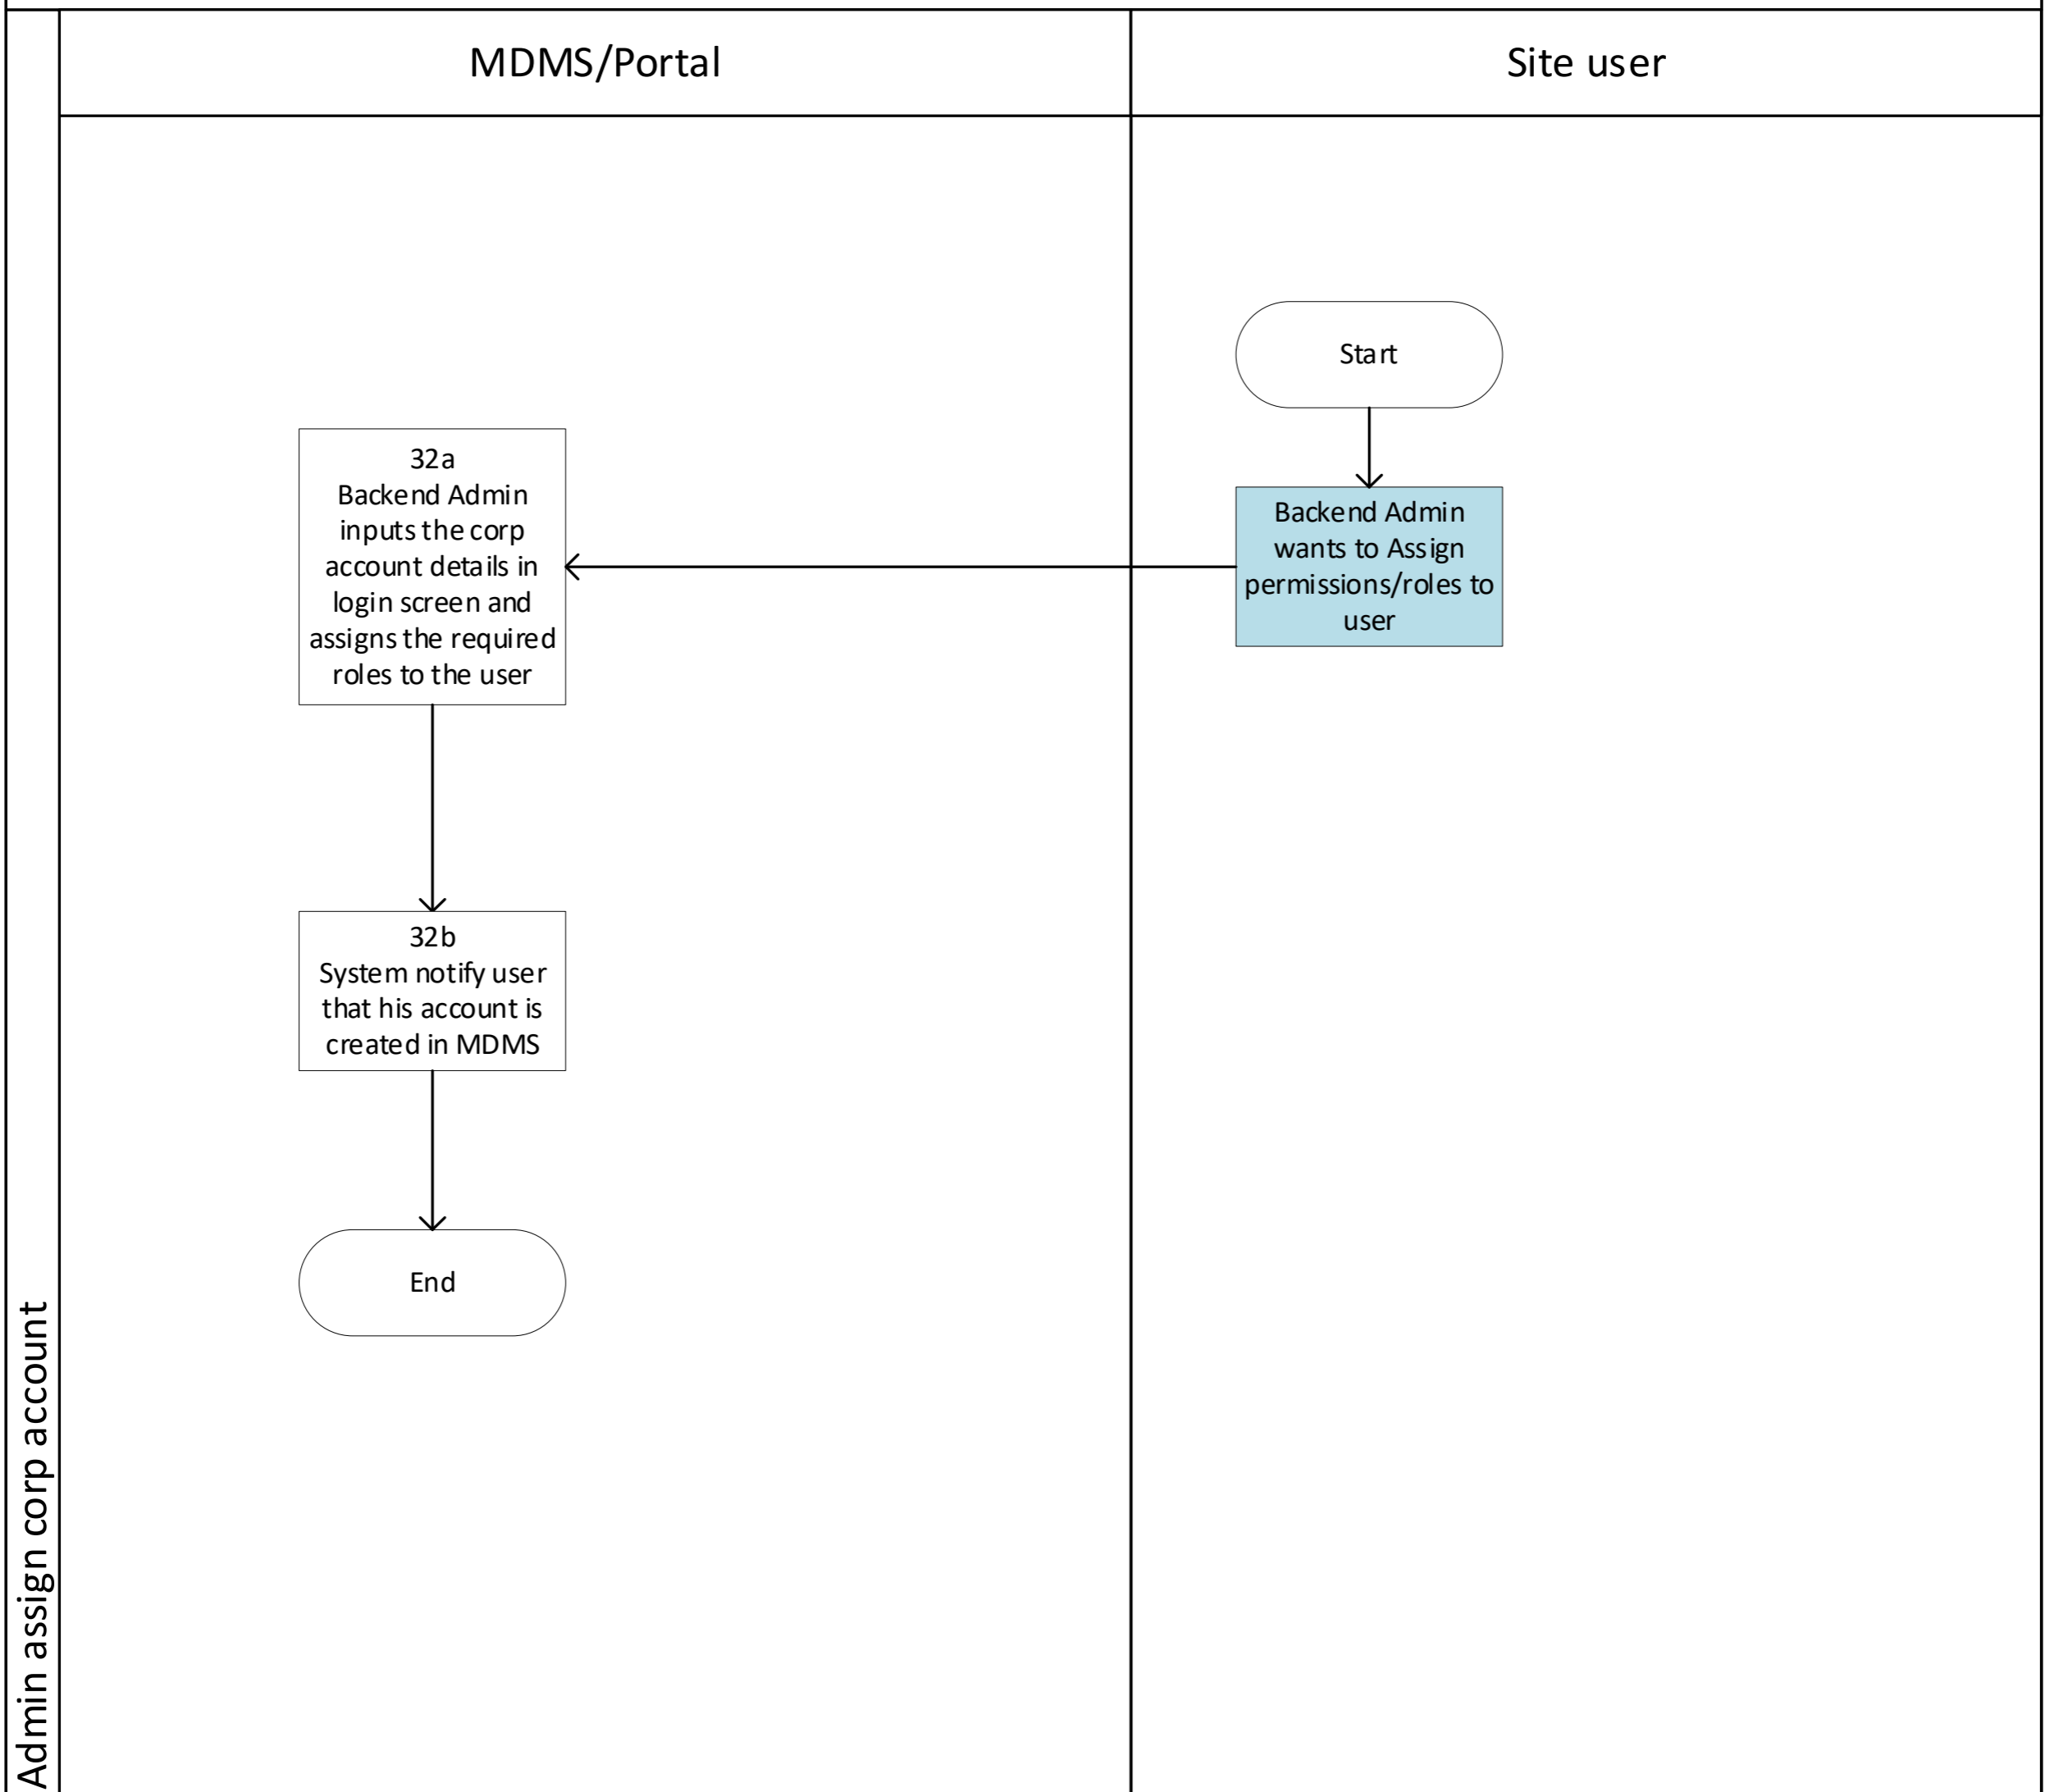 MDMS/Portal
Site user
Start
Backend Admin
wants to Assign
permissions/roles to
user
32a
Backend Admin
inputs the corp
account details in
login screen and
assigns the required
roles to the user
32b
System notify user
that his account is
created in MDMS
End
Admin assign corp account